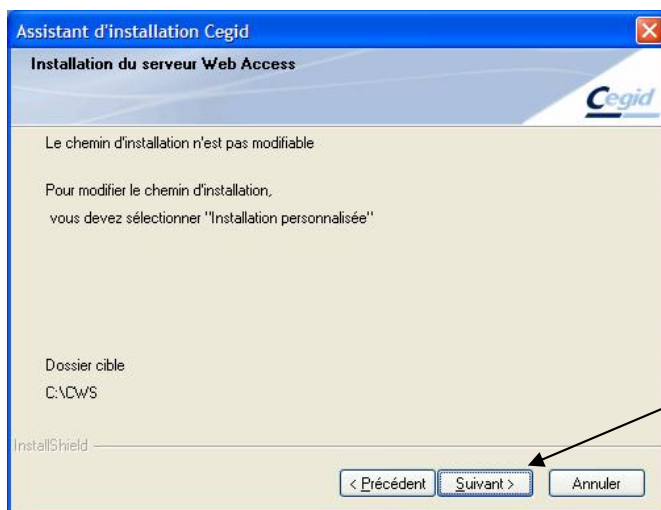 Assistant d'installation Cegid
Installation du serveur Web Access
Cegid
Le chemin d'installation n'est pas modifiable
Pour modifier le chemin d'installation,
vous devez sélectionner "Installation personnalisée"
Dossier cible
C:\CWS
InstallShield
< Précédent Suivant > Annuler